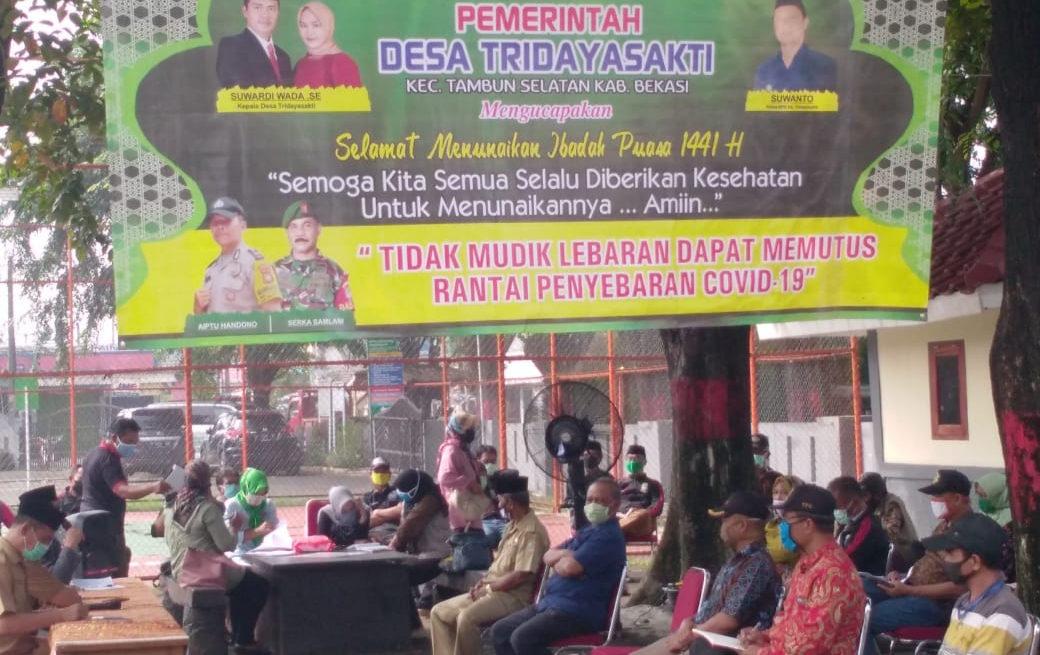 PEMERINTAH
DESA TRIDAYASAKTI
KEC. TAMBUN SELATAN KAB. BEKASI
Mengucapakan
SUWARDI WADA ,SE
Kepala Desa Tridayasakti
SUWANTO
Selamat Menunaikan Ibadah Puasa 1441 H
“Semoga Kita Semua Selalu Diberikan Kesehatan
Untuk Menunaikannya ... Amiin..”
“ TIDAK MUDIK LEBARAN DAPAT MEMUTUS
RANTAI PENYEBARAN COVID-19”
AIPTU HANDONO
SERKA SAMLANI